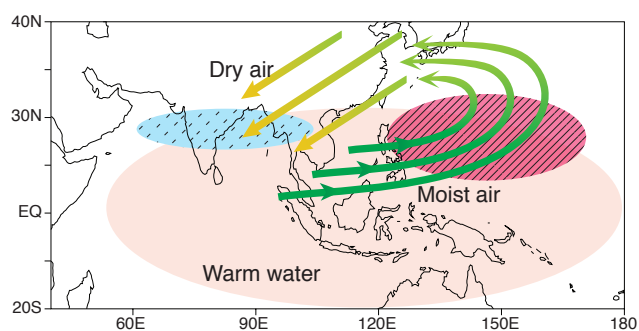 40N
Dry air
30N
Moist air
EQ
Warm water
20S
60E 90E 120E 150E 180